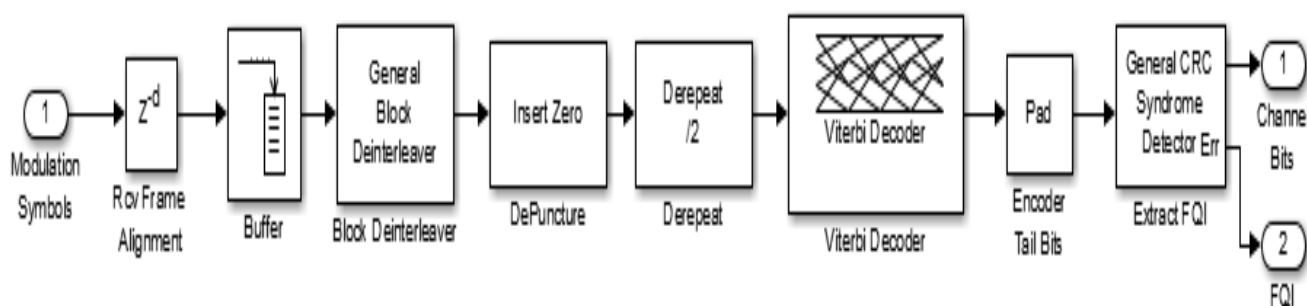 1
Modulation
Symbols
Z-d
Rcv Frame
Alignment
Buffer
General
Block
Deinterleaver
Block Deinterleaver
Insert Zero
DePuncture
Derepeat
/2
Derepeat
Viterbi Decoder
Viterbi Decoder
Pad
Encoder
Tail Bits
General CRC
Syndrome
Detector Err
Extract FQI
1
Channe
Bits
2
FQI